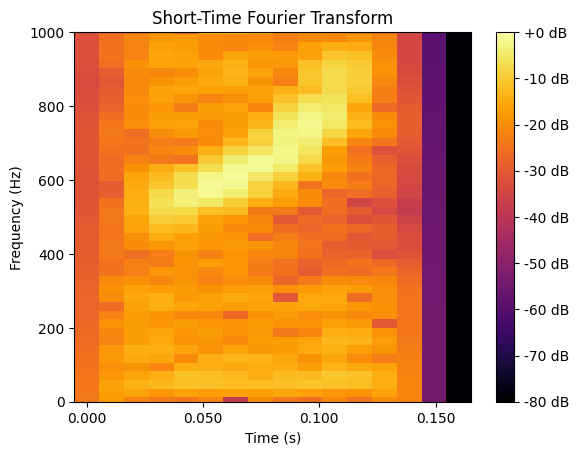 Short-Time Fourier Transform
1000
800
600
400
200
0
Frequency (Hz)
0.000
0.050
0.100
0.150
Time (s)
+0 dB
-10 dB
-20 dB
-30 dB
-40 dB
-50 dB
-60 dB
-70 dB
-80 dB